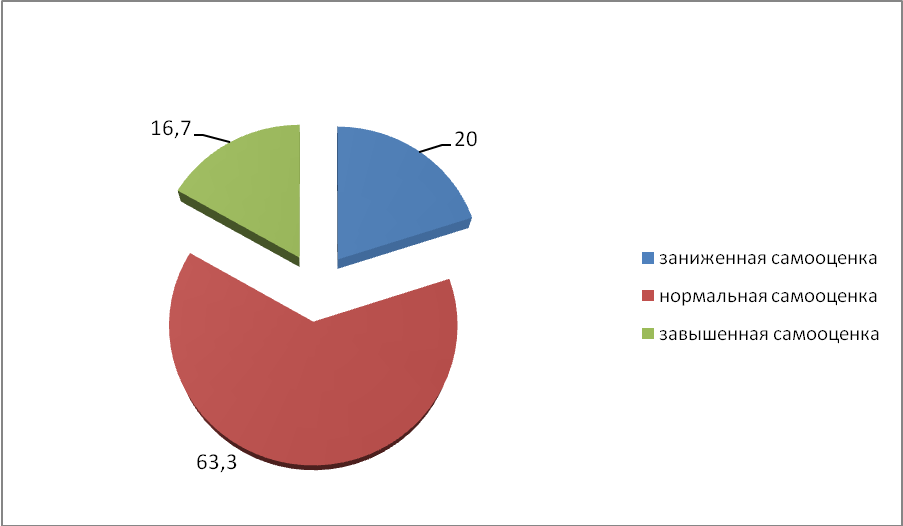 16,7
20
63,3
заниженная самооценка
нормальная самооценка
завышенная самооценка